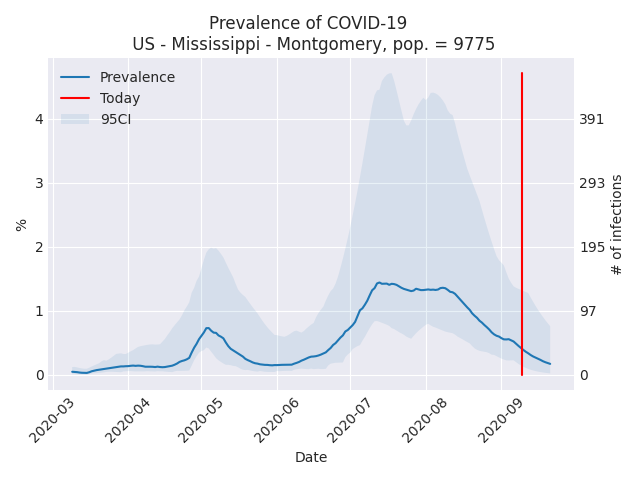 Prevalence of COVID-19
US - Mississippi - Montgomery, pop. = 9775
Prevalence
Today
95CI
4
3
2
1
0
%
391
293
195
97
0
# of infections
2020-03
2020-04
2020-05
2020-06
2020-07
2020-08
2020-09
Date